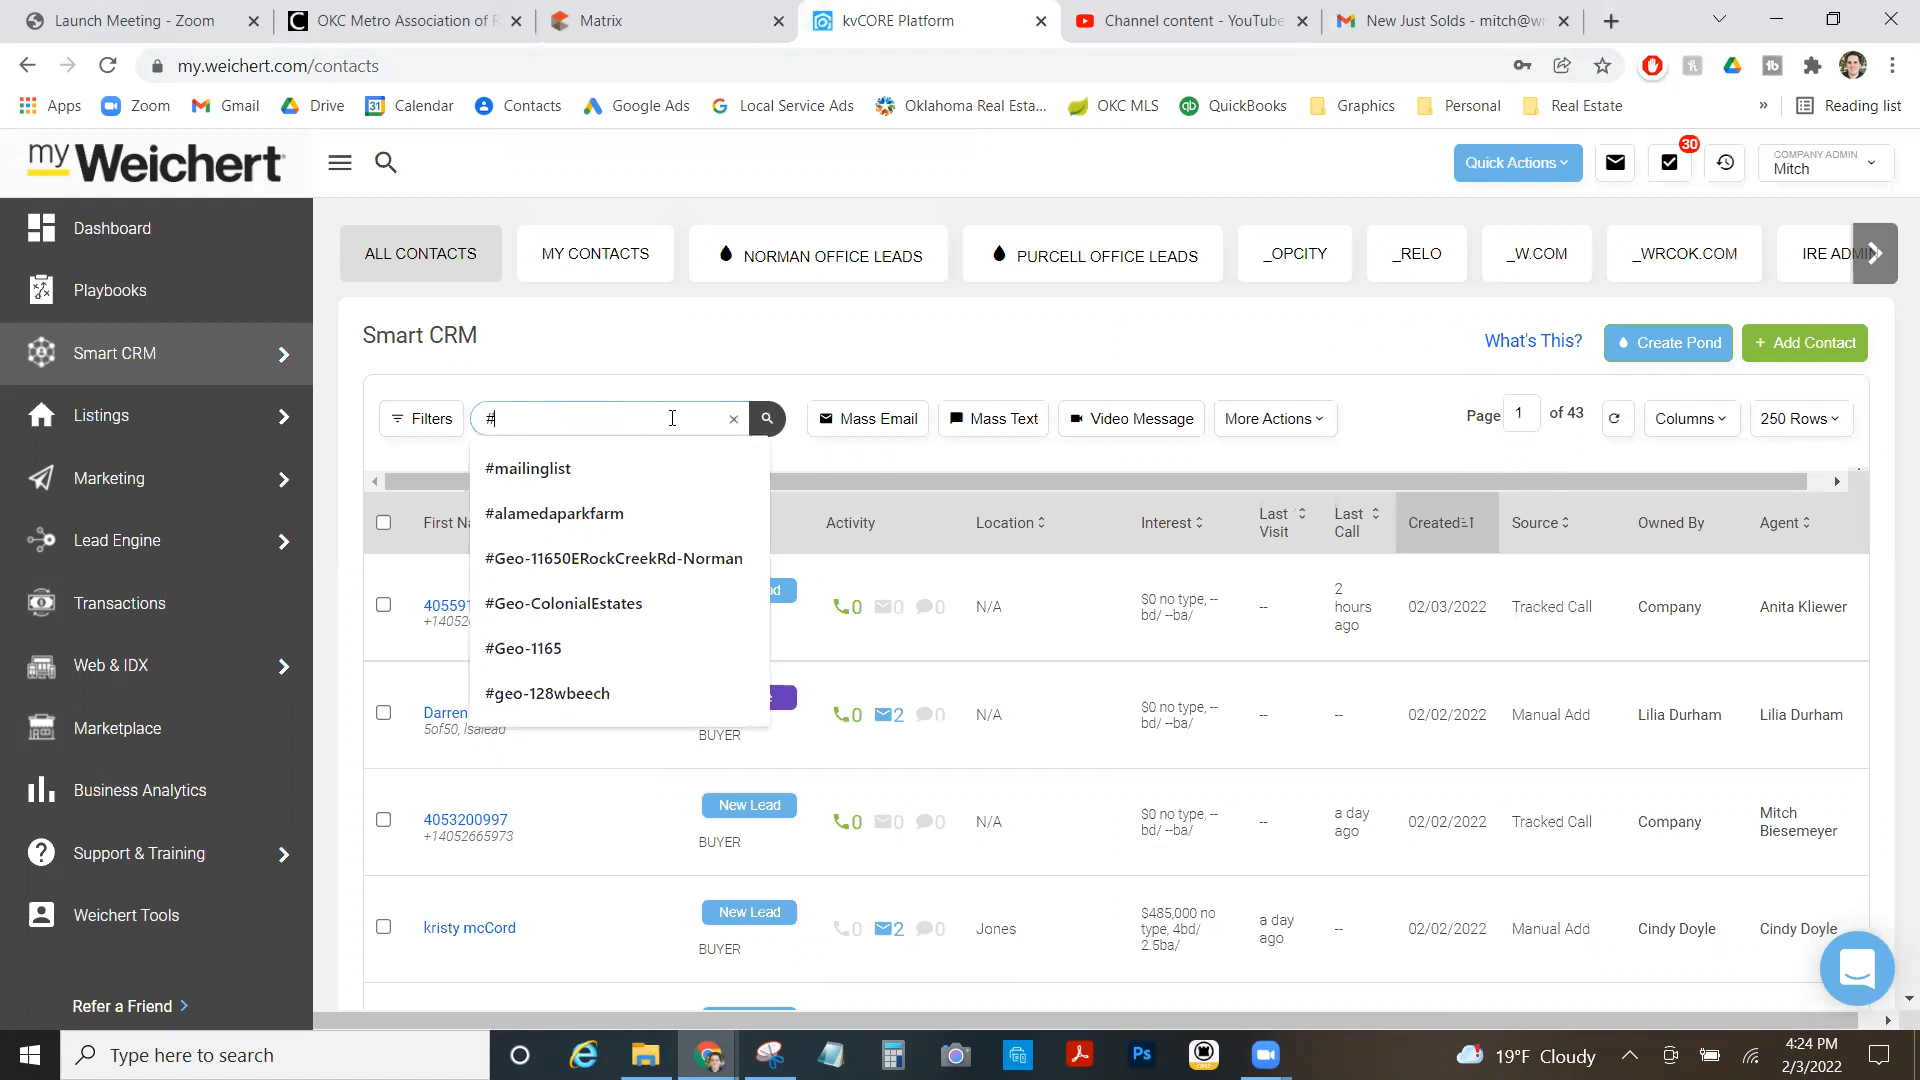 Launch Meeting - Zoom
OKC Metro Association of R
Matrix
kvCORE Platform
Channel content - YouTube
New Just Solds - mitch@wr
my.weichert.com/contacts
Apps
Zoom
Gmail
Drive
Calendar
Contacts
Google Ads
Local Service Ads
Oklahoma Real Esta...
OKC MLS
QuickBooks
Graphics
Personal
Real Estate
»
Reading list
my Weichert
Quick Actions
30
COMPANY ADMIN
Mitch
Dashboard
Playbooks
Smart CRM
Listings
Marketing
Lead Engine
Transactions
Web & IDX
Marketplace
Business Analytics
Support & Training
Weichert Tools
Refer a Friend
ALL CONTACTS
MY CONTACTS
NORMAN OFFICE LEADS
PURCELL OFFICE LEADS
_OPCITY
_RELO
_W.COM
_WRCOK.COM
IRE ADMIN
Smart CRM
What's This?
Create Pond
+ Add Contact
Filters
#
Mass Email
Mass Text
Video Message
More Actions
Page 1 of 43
Columns
250 Rows
#mailinglist
#alamedaparkfarm
#Geo-11650ERockCreekRd-Norman
#Geo-ColonialEstates
#Geo-1165
#geo-128wbeech
First Na
Activity
Location
Interest
Last Visit
Last Call
Created
Source
Owned By
Agent
405591
+140526
0 0 0
N/A
$0 no type, --
bd/ --ba/
--
2
hours
ago
02/03/2022
Tracked Call
Company
Anita Kliewer
Darren
5of50, Isalead
BUYER
0 2 0
N/A
$0 no type, --
bd/ --ba/
--
--
02/02/2022
Manual Add
Lilia Durham
Lilia Durham
4053200997
+14052665973
New Lead
BUYER
0 0 0
N/A
$0 no type, --
bd/ --ba/
--
a day
ago
02/02/2022
Tracked Call
Company
Mitch
Biesemeyer
kristy mcCord
New Lead
BUYER
0 2 0
Jones
$485,000 no
type, 4bd/
2.5ba/
a day
ago
--
02/02/2022
Manual Add
Cindy Doyle
Cindy Doyle
Type here to search
19°F Cloudy
4:24 PM
2/3/2022